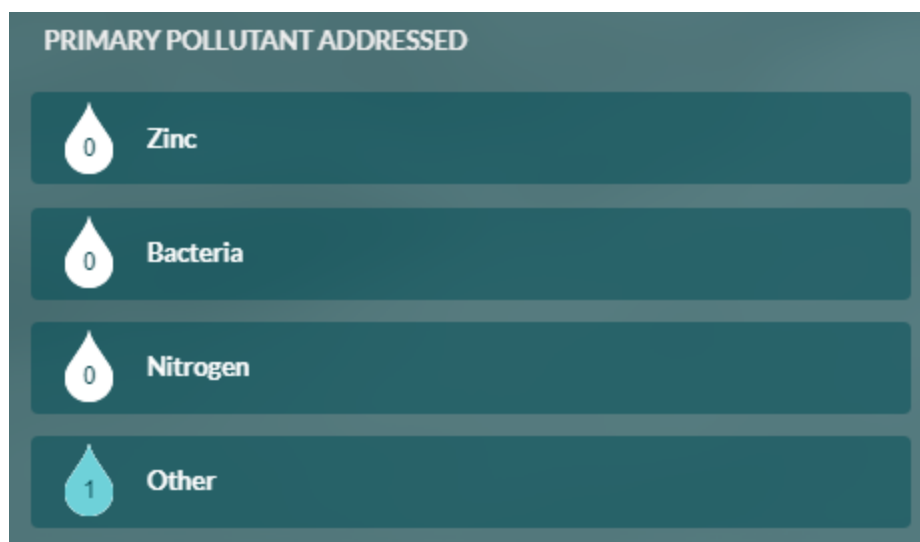 PRIMARY POLLUTANT ADDRESSED
0 Zinc
0 Bacteria
0 Nitrogen
1 Other